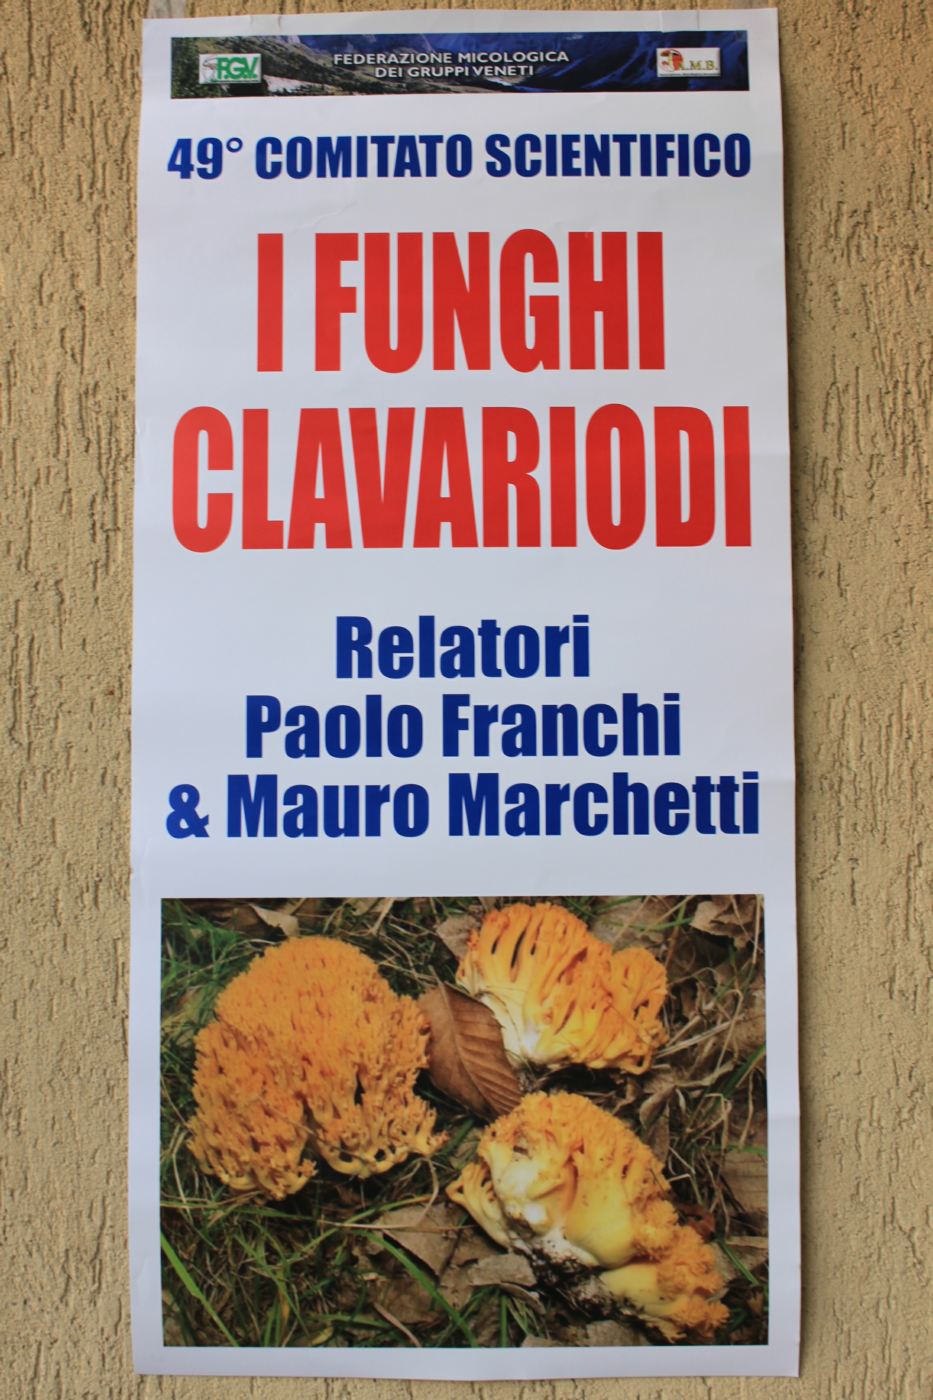 FEDERAZIONE MICOLOGICA
DEI GRUPPI VENETI
49° COMITATO SCIENTIFICO
I FUNGHI
CLAVARIODI
Relatori
Paolo Franchi
& Mauro Marchetti